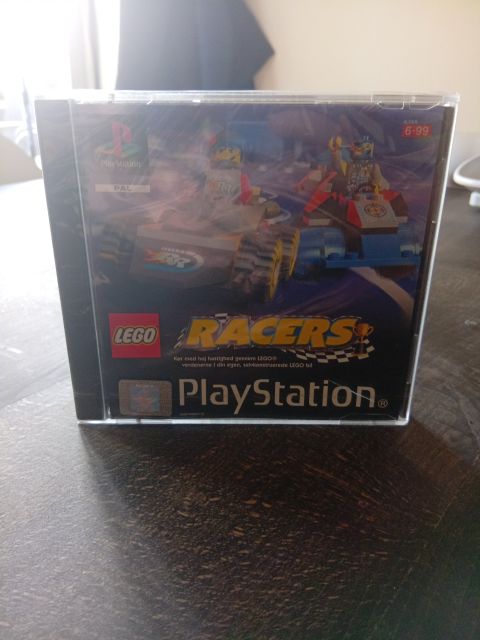 ALDER
6-99
PlayStation
PAL
LEGO
RACERS
Kør med høj hastighed gennem LEGO®
verdenerne i din egen, selvkonstruerede LEGO bil
PlayStation®